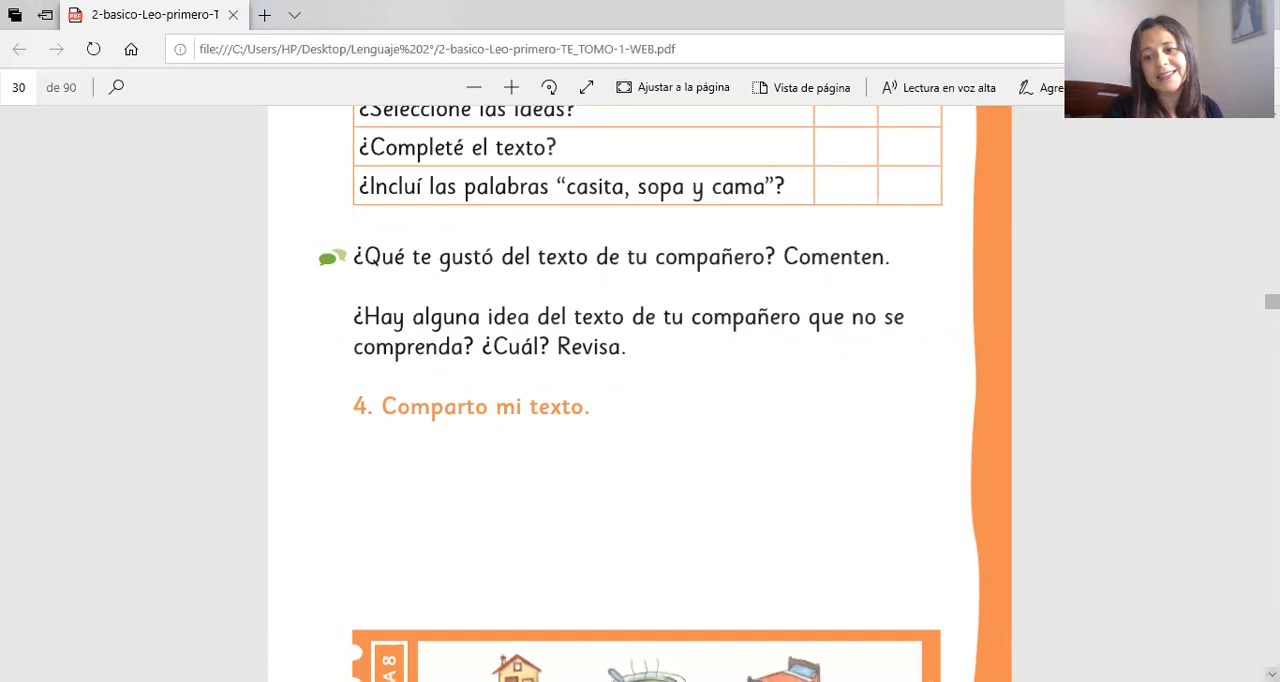 2-basico-Leo-primero-T
file:///C:/Users/HP/Desktop/Lenguaje%202°/2-basico-Leo-primero-TE_TOMO-1-WEB.pdf
30 de 90 Ajustar a la página Vista de página Lectura en voz alta Agre
¿Seleccioné las ideas?
¿Completé el texto?
¿Incluí las palabras “casita, sopa y cama”?
¿Qué te gustó del texto de tu compañero? Comenten.
¿Hay alguna idea del texto de tu compañero que no se
comprenda? ¿Cuál? Revisa.
4. Comparto mi texto.
A8